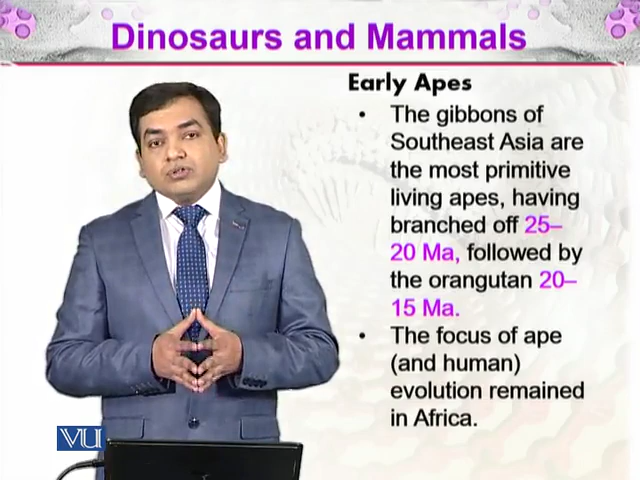 Dinosaurs and Mammals
Early Apes
• The gibbons of
Southeast Asia are
the most primitive
living apes, having
branched off 25–
20 Ma, followed by
the orangutan 20–
15 Ma.
• The focus of ape
(and human)
evolution remained
in Africa.
VU